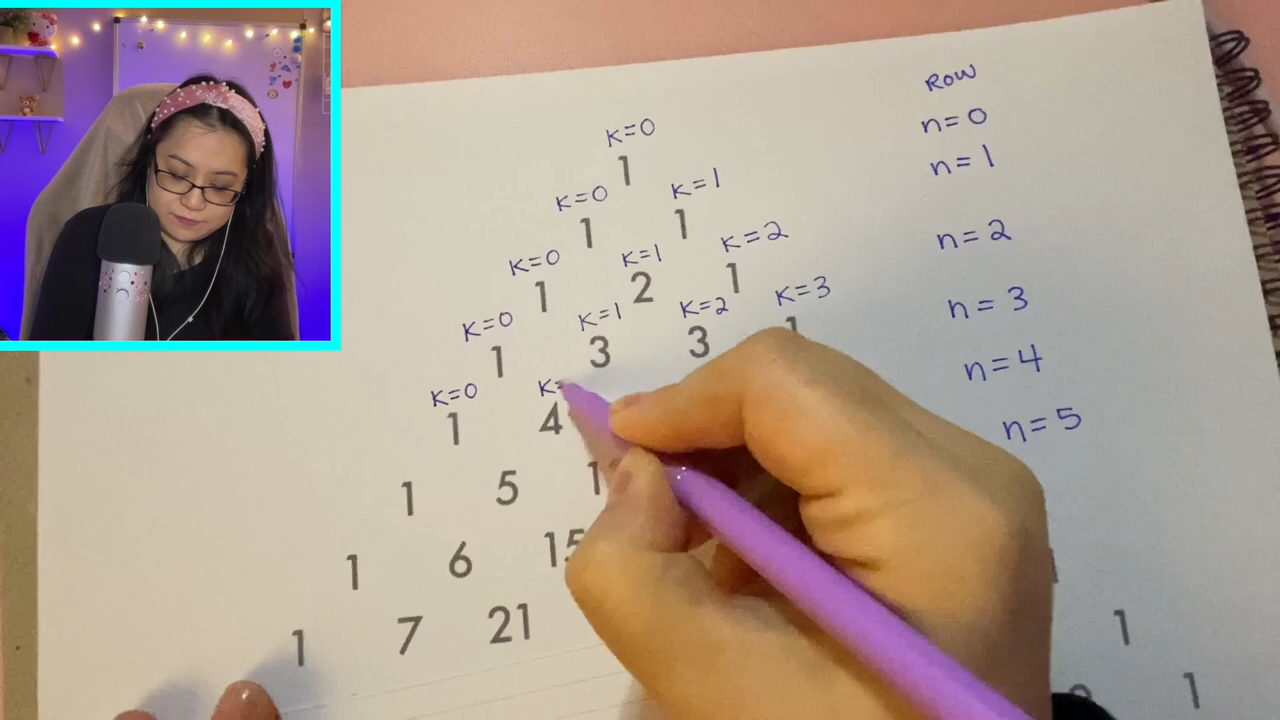 Row
K=0 n=0
1
K=0 K=1 n=1
1 1
K=0 K=1 K=2 n=2
1 2 1
K=0 K=1 K=2 K=3 n=3
1 3 3
K=0 K= n=4
1 4
n=5
1 5
1 6 15
1 7 21 1
1